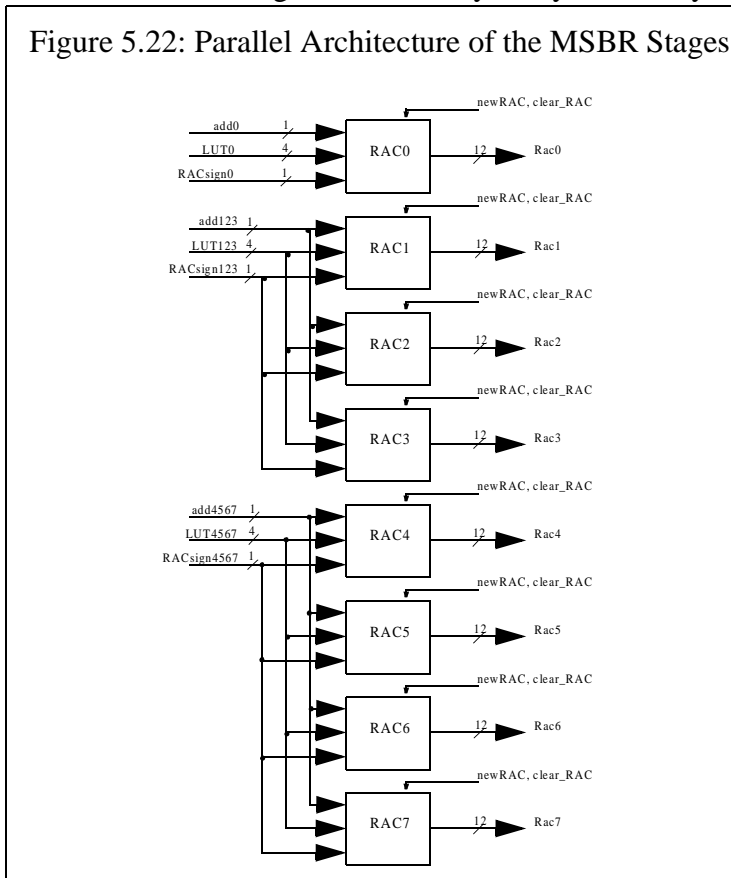 Figure 5.22: Parallel Architecture of the MSBR Stages
newRAC, clear_RAC
add0 1
LUT0 4 RAC0 12 Rac0
RACsign0 1
newRAC, clear_RAC
add123 1
LUT123 4 RAC1 12 Rac1
RACsign123 1
newRAC, clear_RAC
RAC2 12 Rac2
newRAC, clear_RAC
RAC3 12 Rac3
newRAC, clear_RAC
add4567 1
LUT4567 4 RAC4 12 Rac4
RACsign4567 1
newRAC, clear_RAC
RAC5 12 Rac5
newRAC, clear_RAC
RAC6 12 Rac6
newRAC, clear_RAC
RAC7 12 Rac7